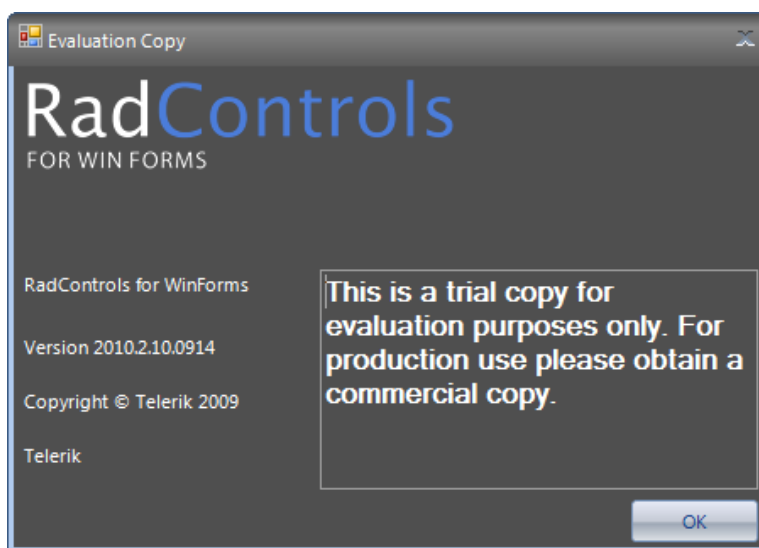 Evaluation Copy
RadControls
FOR WIN FORMS
RadControls for WinForms
Version 2010.2.10.0914
Copyright © Telerik 2009
Telerik
This is a trial copy for
evaluation purposes only. For
production use please obtain a
commercial copy.
OK